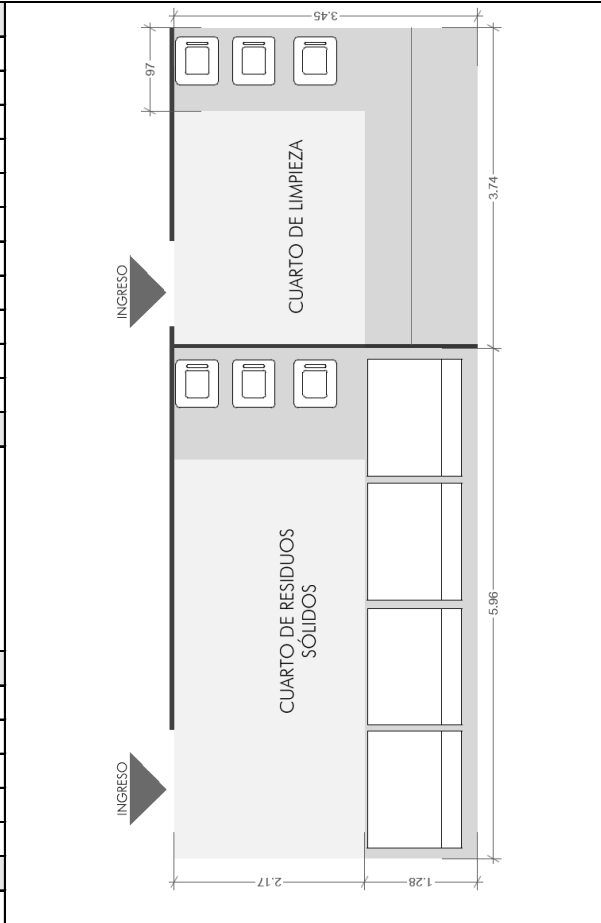 3.45
97
CUARTO DE LIMPIEZA
3.74
INGRESO
CUARTO DE RESIDUOS
SÓLIDOS
5.96
INGRESO
2.17
1.28